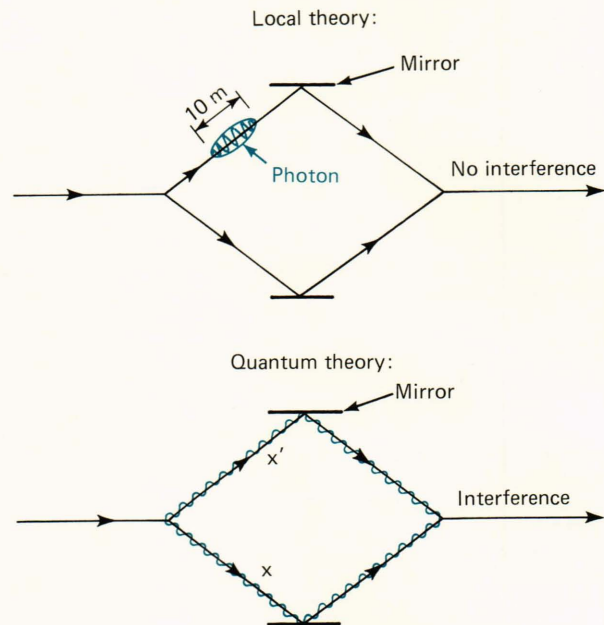 Local theory:
Mirror
10 m
Photon
No interference
Quantum theory:
Mirror
x′
Interference
x